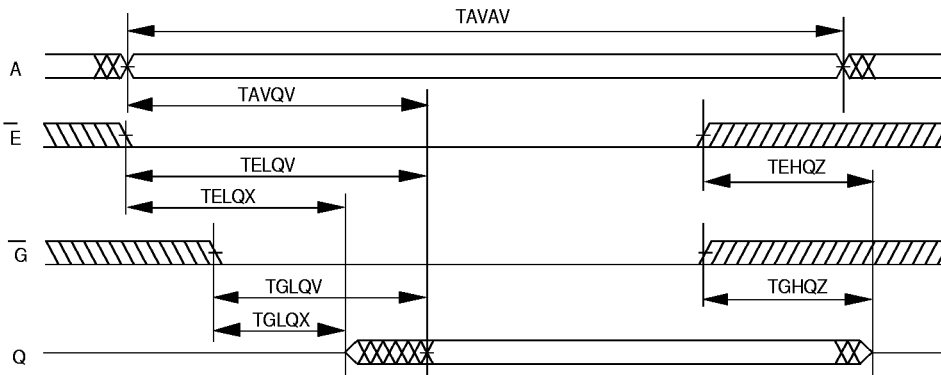 TAVAV
A
TAVQV
E̅
TELQV
TEHQZ
TELQX
G̅
TGLQV
TGHQZ
TGLQX
Q